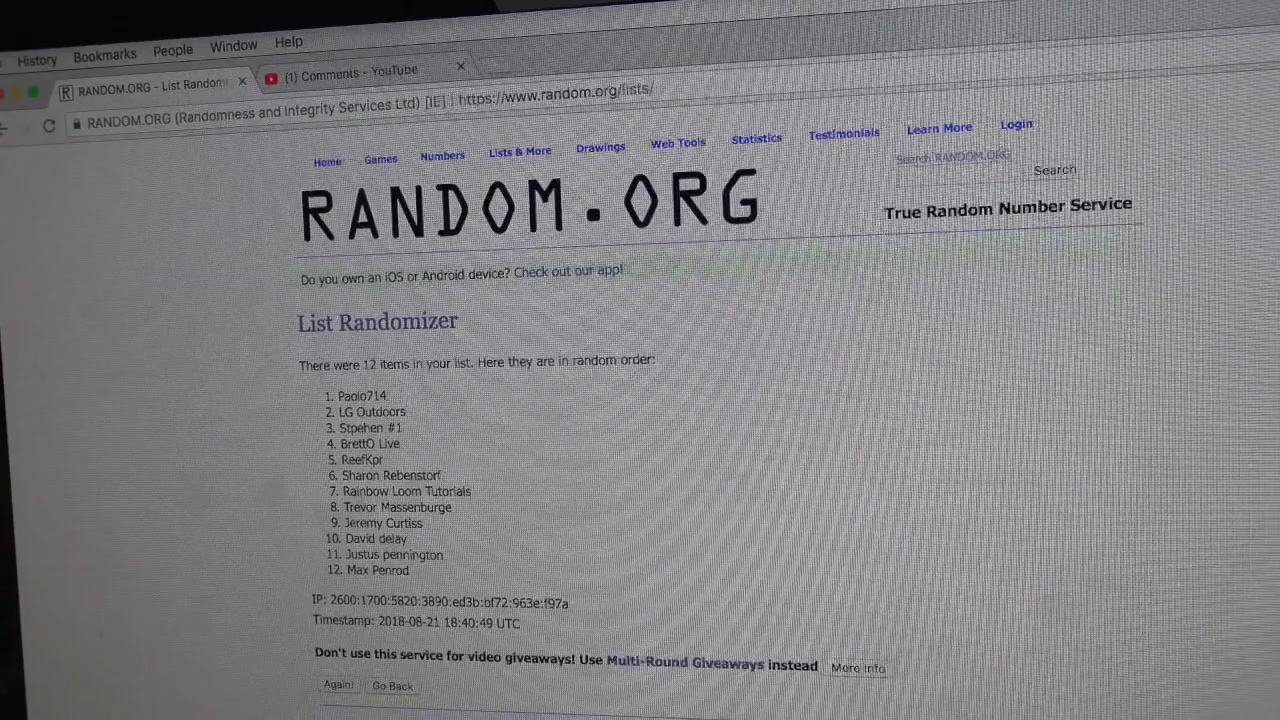 History Bookmarks People Window Help
RANDOM.ORG - List Randomi (1) Comments - YouTube
RANDOM.ORG (Randomness and Integrity Services Ltd) [IE] | https://www.random.org/lists/
Home Games Numbers Lists & More Drawings Web Tools Statistics Testimonials Learn More Login
Search RANDOM.ORG
Search
RANDOM.ORG
True Random Number Service
Do you own an iOS or Android device? Check out our app!
List Randomizer
There were 12 items in your list. Here they are in random order:
1. Paolo714
2. LG Outdoors
3. Stpehen #1
4. BrettO Live
5. ReefKpr
6. Sharon Rebenstorf
7. Rainbow Loom Tutorials
8. Trevor Massenburge
9. Jeremy Curtiss
10. David delay
11. Justus pennington
12. Max Penrod
IP: 2600:1700:5820:3890:ed3b:bf72:963e:f97a
Timestamp: 2018-08-21 18:40:49 UTC
Don't use this service for video giveaways! Use Multi-Round Giveaways instead More Info
Again! Go Back